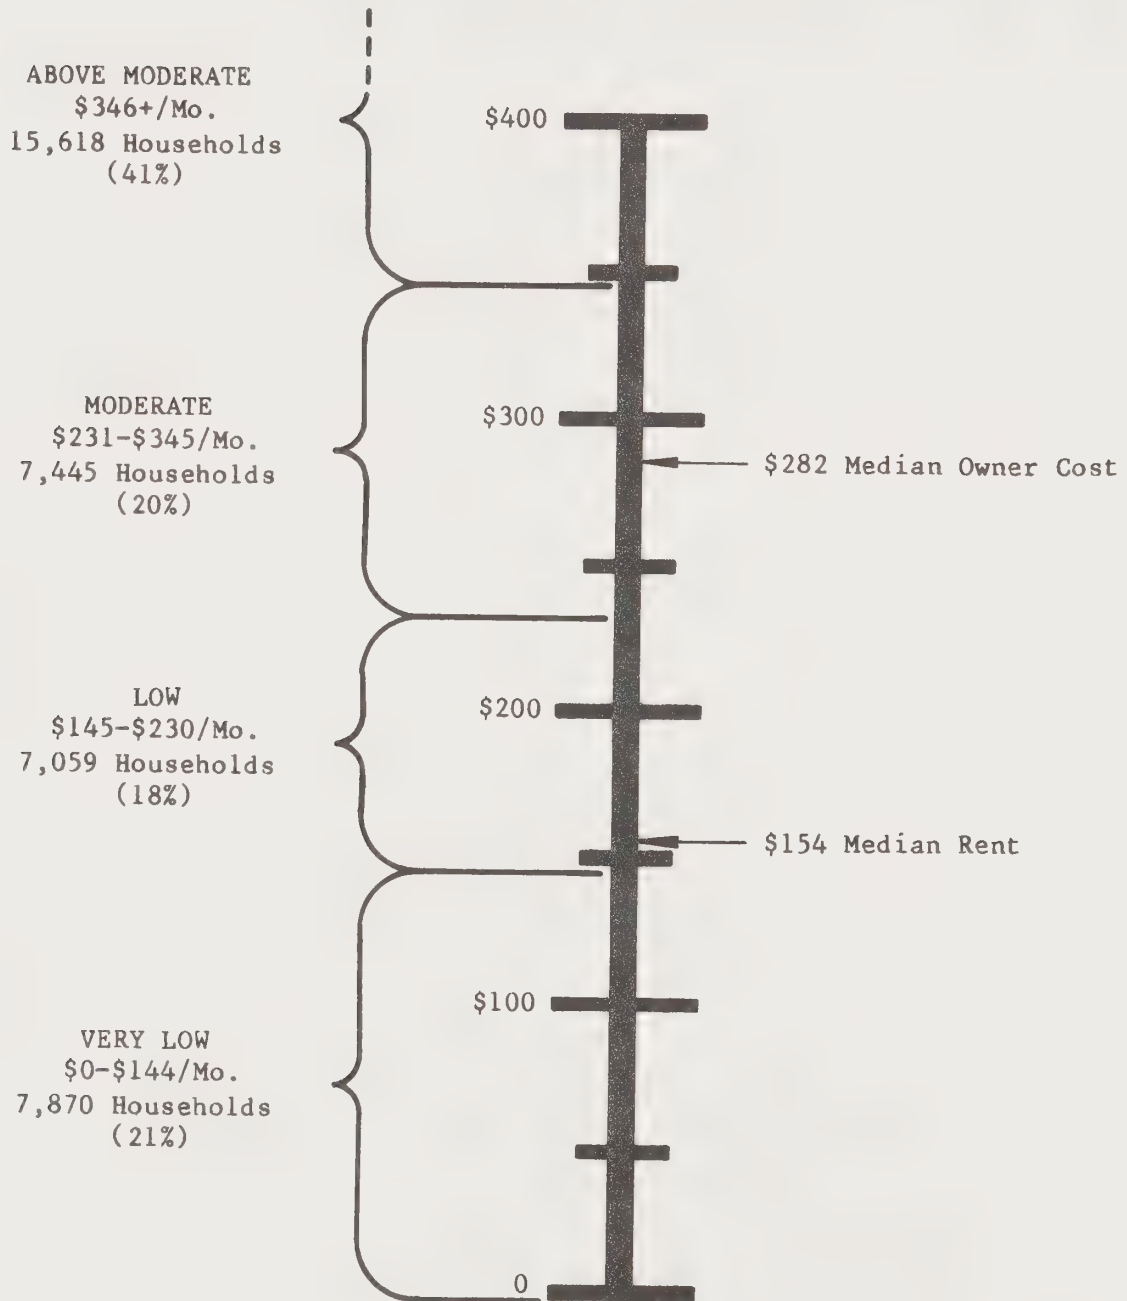 ABOVE MODERATE
$346+/Mo.
15,618 Households
(41%)
MODERATE
$231-$345/Mo.
7,445 Households
(20%)
LOW
$145-$230/Mo.
7,059 Households
(18%)
VERY LOW
$0-$144/Mo.
7,870 Households
(21%)
$400
$300
$200
$100
0
$282 Median Owner Cost
$154 Median Rent